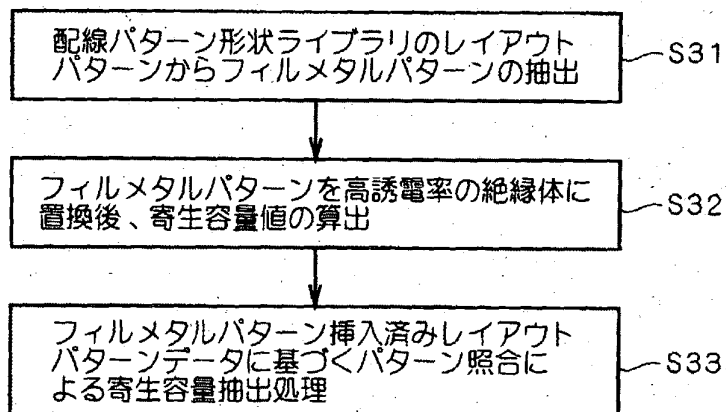 配線パターン形状ライブラリのレイアウト
パターンからフィルメタルパターンの抽出
S31
フィルメタルパターンを高誘電率の絶縁体に
置換後、寄生容量値の算出
S32
フィルメタルパターン挿入済みレイアウト
パターンデータに基づくパターン照合に
よる寄生容量抽出処理
S33